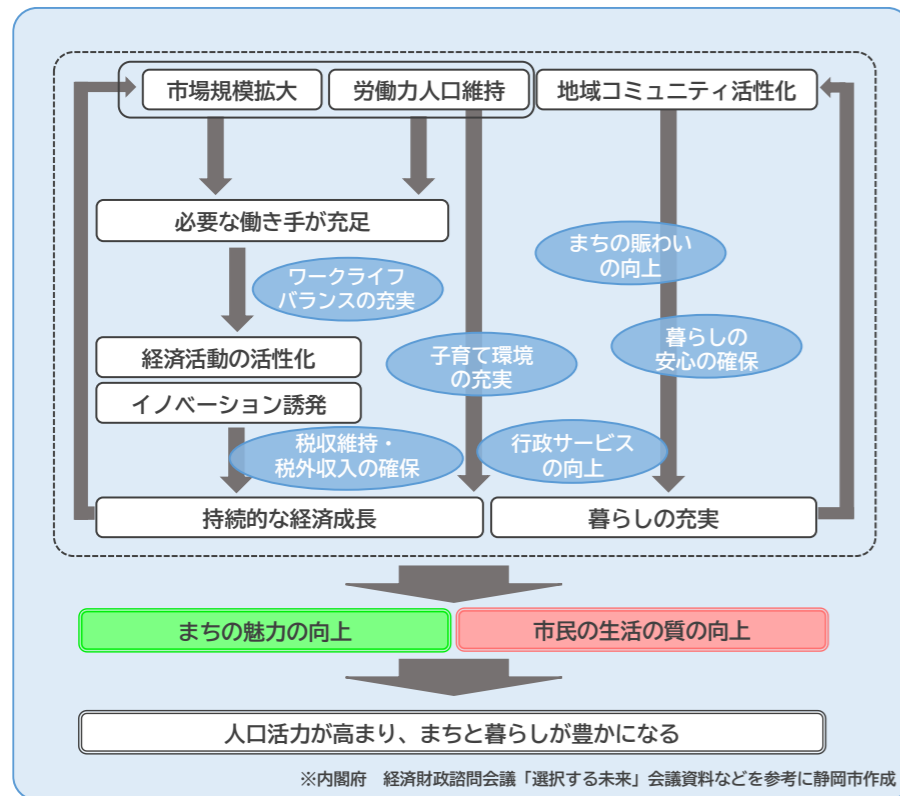 市場規模拡大
労働力人口維持
地域コミュニティ活性化
必要な働き手が充足
まちの賑わい
の向上
ワークライフ
バランスの充実
経済活動の活性化
子育て環境
の充実
暮らしの
安心の確保
イノベーション誘発
税収維持・
税外収入の確保
行政サービス
の向上
持続的な経済成長
暮らしの充実
まちの魅力の向上
市民の生活の質の向上
人口活力が高まり、まちと暮らしが豊かになる
※内閣府　経済財政諮問会議「選択する未来」会議資料などを参考に静岡市作成